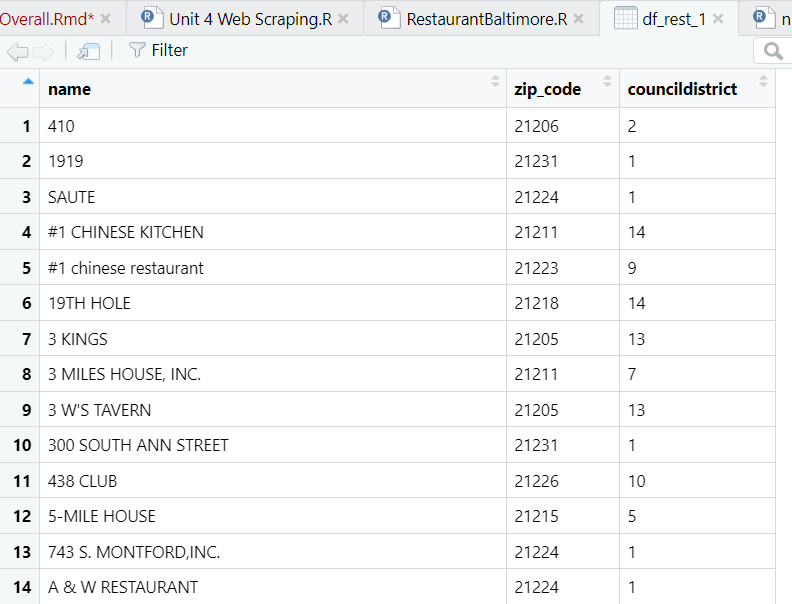 Overall.Rmd* Unit 4 Web Scraping.R RestaurantBaltimore.R df_rest_1 n
Filter
name zip_code councildistrict
1 410 21206 2
2 1919 21231 1
3 SAUTE 21224 1
4 #1 CHINESE KITCHEN 21211 14
5 #1 chinese restaurant 21223 9
6 19TH HOLE 21218 14
7 3 KINGS 21205 13
8 3 MILES HOUSE, INC. 21211 7
9 3 W'S TAVERN 21205 13
10 300 SOUTH ANN STREET 21231 1
11 438 CLUB 21226 10
12 5-MILE HOUSE 21215 5
13 743 S. MONTFORD,INC. 21224 1
14 A & W RESTAURANT 21224 1